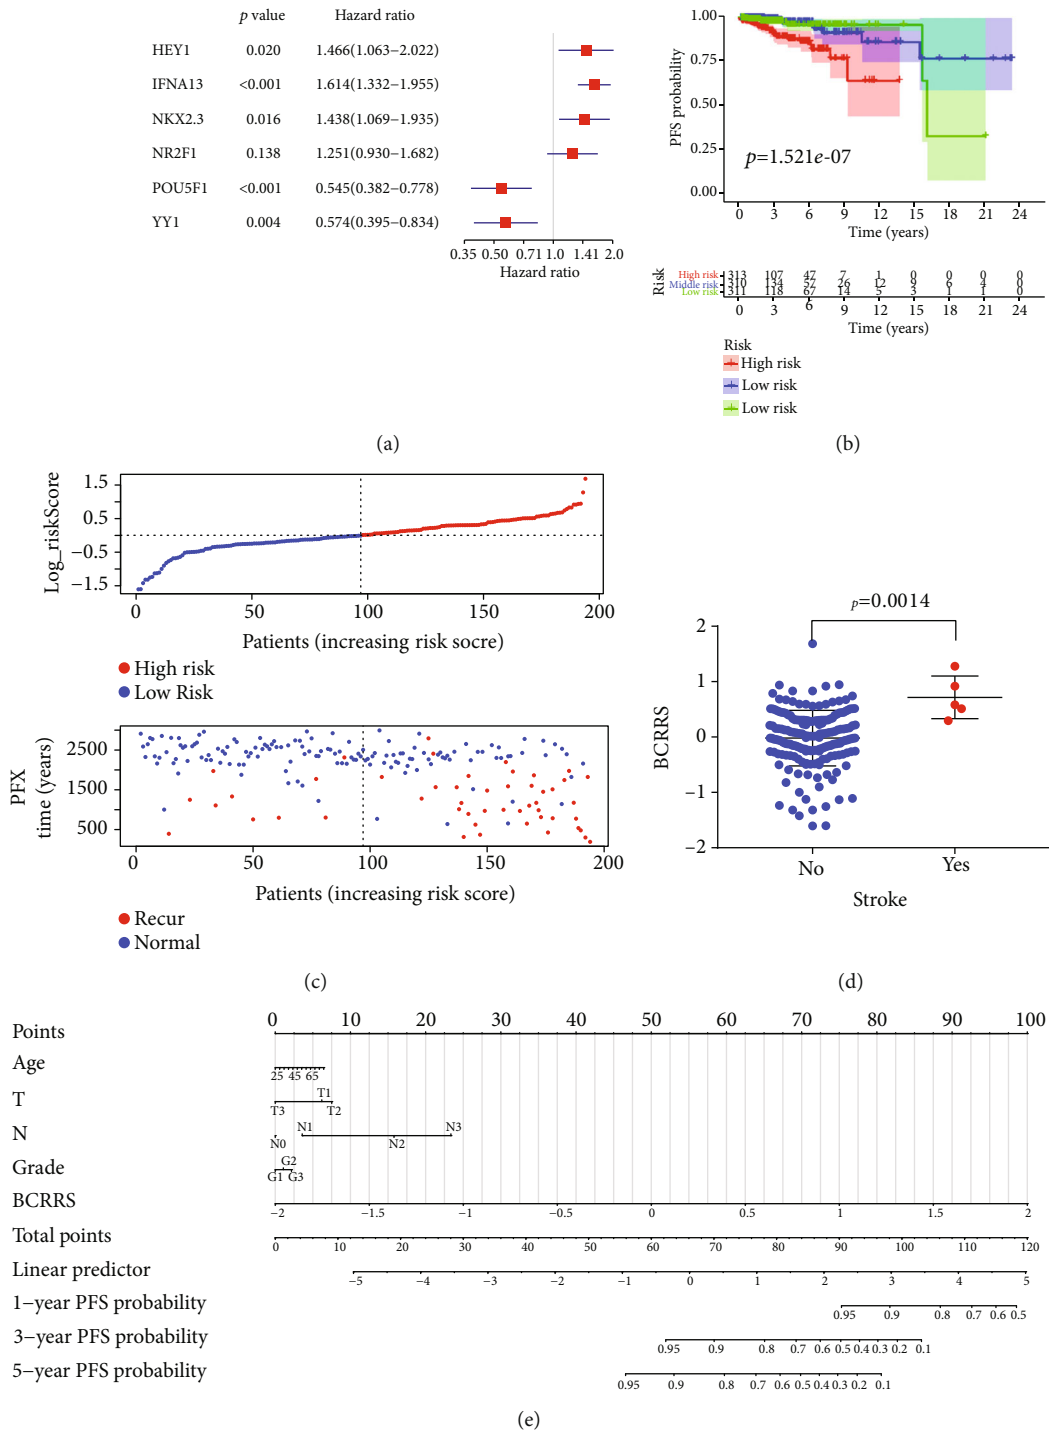 p value Hazard ratio
HEY1 0.020 1.466(1.063−2.022)
IFNA13 <0.001 1.614(1.332−1.955)
NKX2.3 0.016 1.438(1.069−1.935)
NR2F1 0.138 1.251(0.930−1.682)
POU5F1 <0.001 0.545(0.382−0.778)
YY1 0.004 0.574(0.395−0.834)
0.35 0.50 0.71 1.0 1.41 2.0
Hazard ratio
(a)
PFS probability
1.00
0.75
0.50
0.25
0.00
p=1.521e-07
0 3 6 9 12 15 18 21 24
Time (years)
Risk
High risk 313 107 47 7 1 0 0 0 0
Middle risk 310 134 57 26 12 9 6 4 0
Low risk 311 118 67 14 5 3 1 1 0
0 3 6 9 12 15 18 21 24
Time (years)
Risk
High risk
Low risk
Low risk
(b)
Log_riskScore
1.5
0.5
−0.5
−1.5
0 50 100 150 200
Patients (increasing risk socre)
High risk
Low Risk
PFX
time (years)
2500
1500
500
0 50 100 150 200
Patients (increasing risk score)
Recur
Normal
(c)
p=0.0014
BCRRS
2
1
0
−1
−2
No Yes
Stroke
(d)
Points 0 10 20 30 40 50 60 70 80 90 100
Age
25 45 65
T
T1
T3 T2
N
N1 N3
N0 N2
Grade
G2
G1 G3
BCRRS
−2 −1.5 −1 −0.5 0 0.5 1 1.5 2
Total points
0 10 20 30 40 50 60 70 80 90 100 110 120
Linear predictor
−5 −4 −3 −2 −1 0 1 2 3 4 5
1−year PFS probability
0.95 0.9 0.8 0.7 0.6 0.5
3−year PFS probability
0.95 0.9 0.8 0.7 0.6 0.5 0.4 0.3 0.2 0.1
5−year PFS probability
0.95 0.9 0.8 0.7 0.6 0.5 0.4 0.3 0.2 0.1
(e)